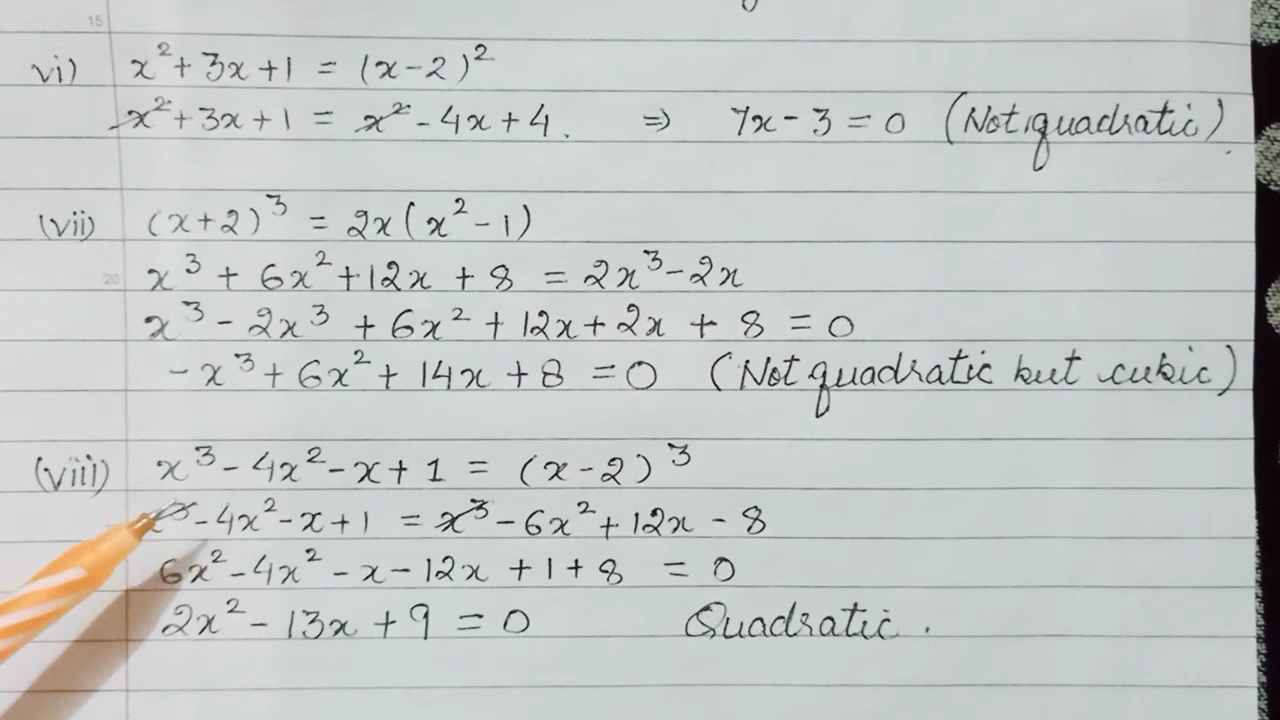 15
vi) x² + 3x + 1 = (x - 2)²
x² + 3x + 1 = x² - 4x + 4. ⇒ 7x - 3 = 0 (Not quadratic)
(vii) (x + 2)³ = 2x(x² - 1)
20 x³ + 6x² + 12x + 8 = 2x³ - 2x
x³ - 2x³ + 6x² + 12x + 2x + 8 = 0
-x³ + 6x² + 14x + 8 = 0 (Not quadratic but cubic)
(viii) x³ - 4x² - x + 1 = (x - 2)³
x³ - 4x² - x + 1 = x³ - 6x² + 12x - 8
6x² - 4x² - x - 12x + 1 + 8 = 0
2x² - 13x + 9 = 0 Quadratic.